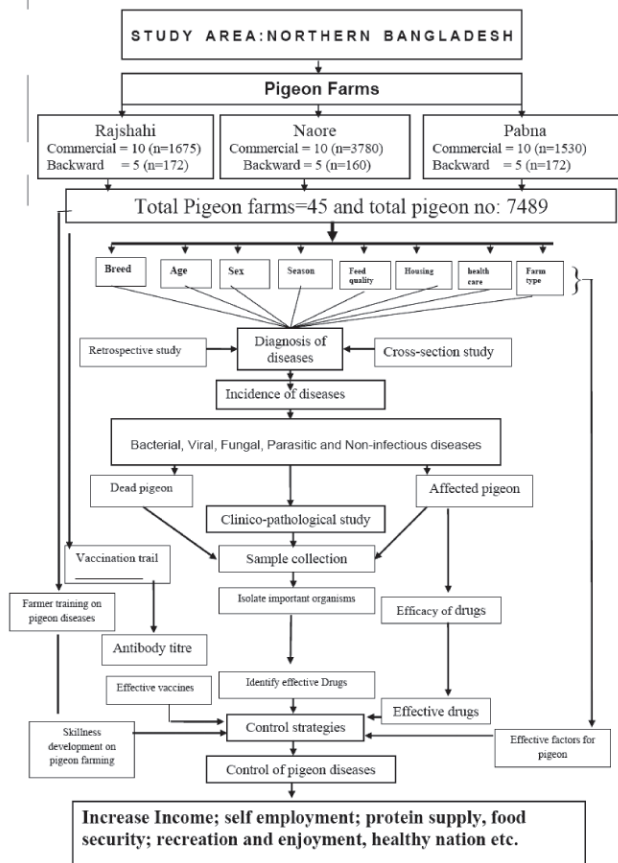 STUDY AREA:NORTHERN BANGLADESH
Pigeon Farms
Rajshahi
Commercial = 10 (n=1675)
Backward = 5 (n=172)
Naore
Commercial = 10 (n=3780)
Backward = 5 (n=160)
Pabna
Commercial = 10 (n=1530)
Backward = 5 (n=172)
Total Pigeon farms=45 and total pigeon no: 7489
Breed
Age
Sex
Season
Feed
quality
Housing
health
care
Farm
type
}
Retrospective study
Diagnosis of
diseases
Cross-section study
Incidence of diseases
Bacterial, Viral, Fungal, Parasitic and Non-infectious diseases
Dead pigeon
Affected pigeon
Clinico-pathological study
Vaccination trail
Sample collection
Farmer training on
pigeon diseases
Isolate important organisms
Efficacy of drugs
Antibody titre
Effective vaccines
Identify effective Drugs
Effective drugs
Skillness
development on
pigeon farming
Control strategies
Effective factors for
pigeon
Control of pigeon diseases
Increase Income; self employment; protein supply, food
security; recreation and enjoyment, healthy nation etc.